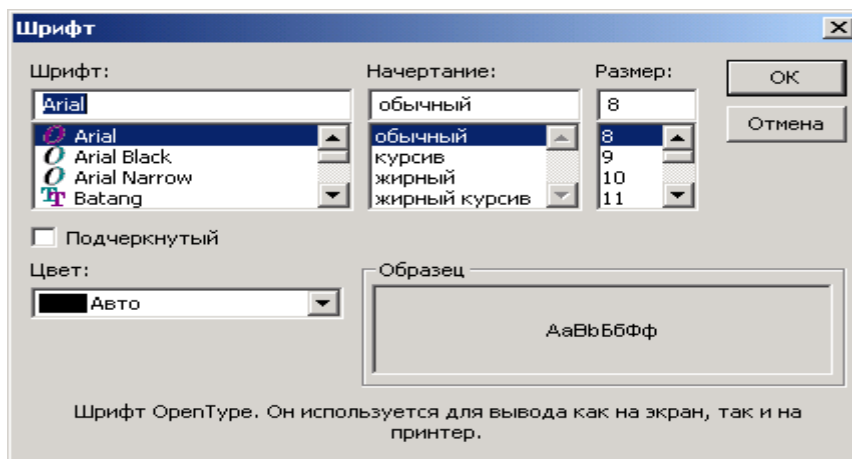 Шрифт
Шрифт:
Начертание:
Размер:
Arial
обычный
8
OK
Отмена
Arial
Arial Black
Arial Narrow
Batang
обычный
курсив
жирный
жирный курсив
8
9
10
11
Подчеркнутый
Цвет:
Авто
Образец
АаВbБбФф
Шрифт OpenType. Он используется для вывода как на экран, так и на
принтер.